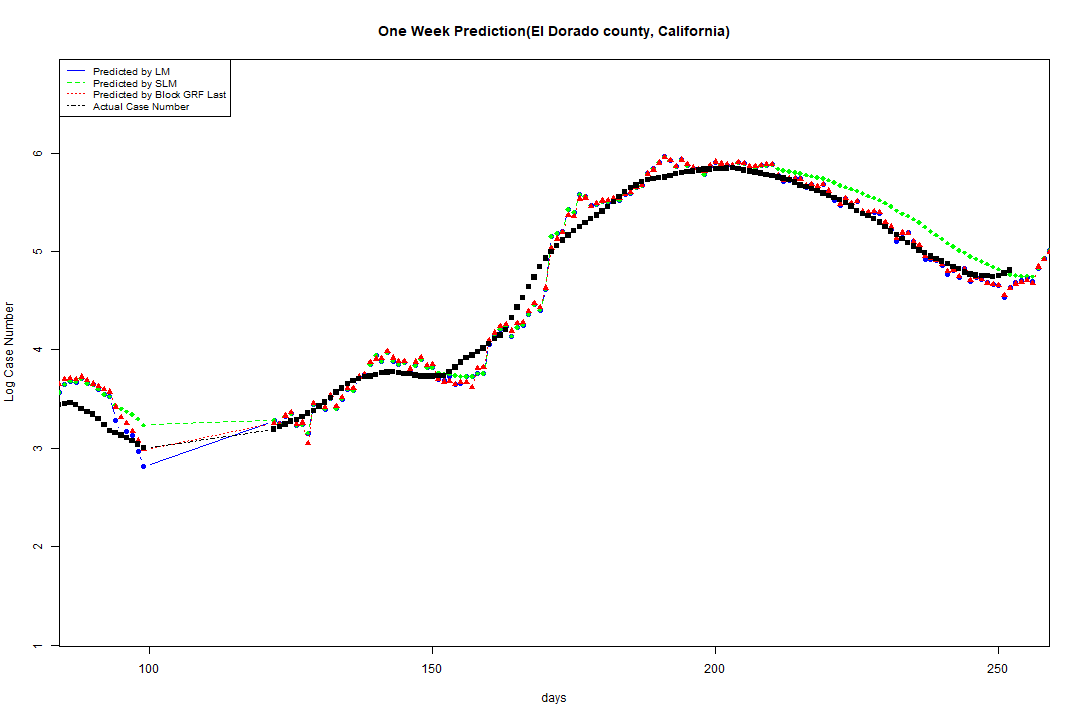 One Week Prediction(El Dorado county, California)
Predicted by LM
Predicted by SLM
Predicted by Block GRF Last
Actual Case Number
Log Case Number
6
5
4
3
2
1
100 150 200 250
days